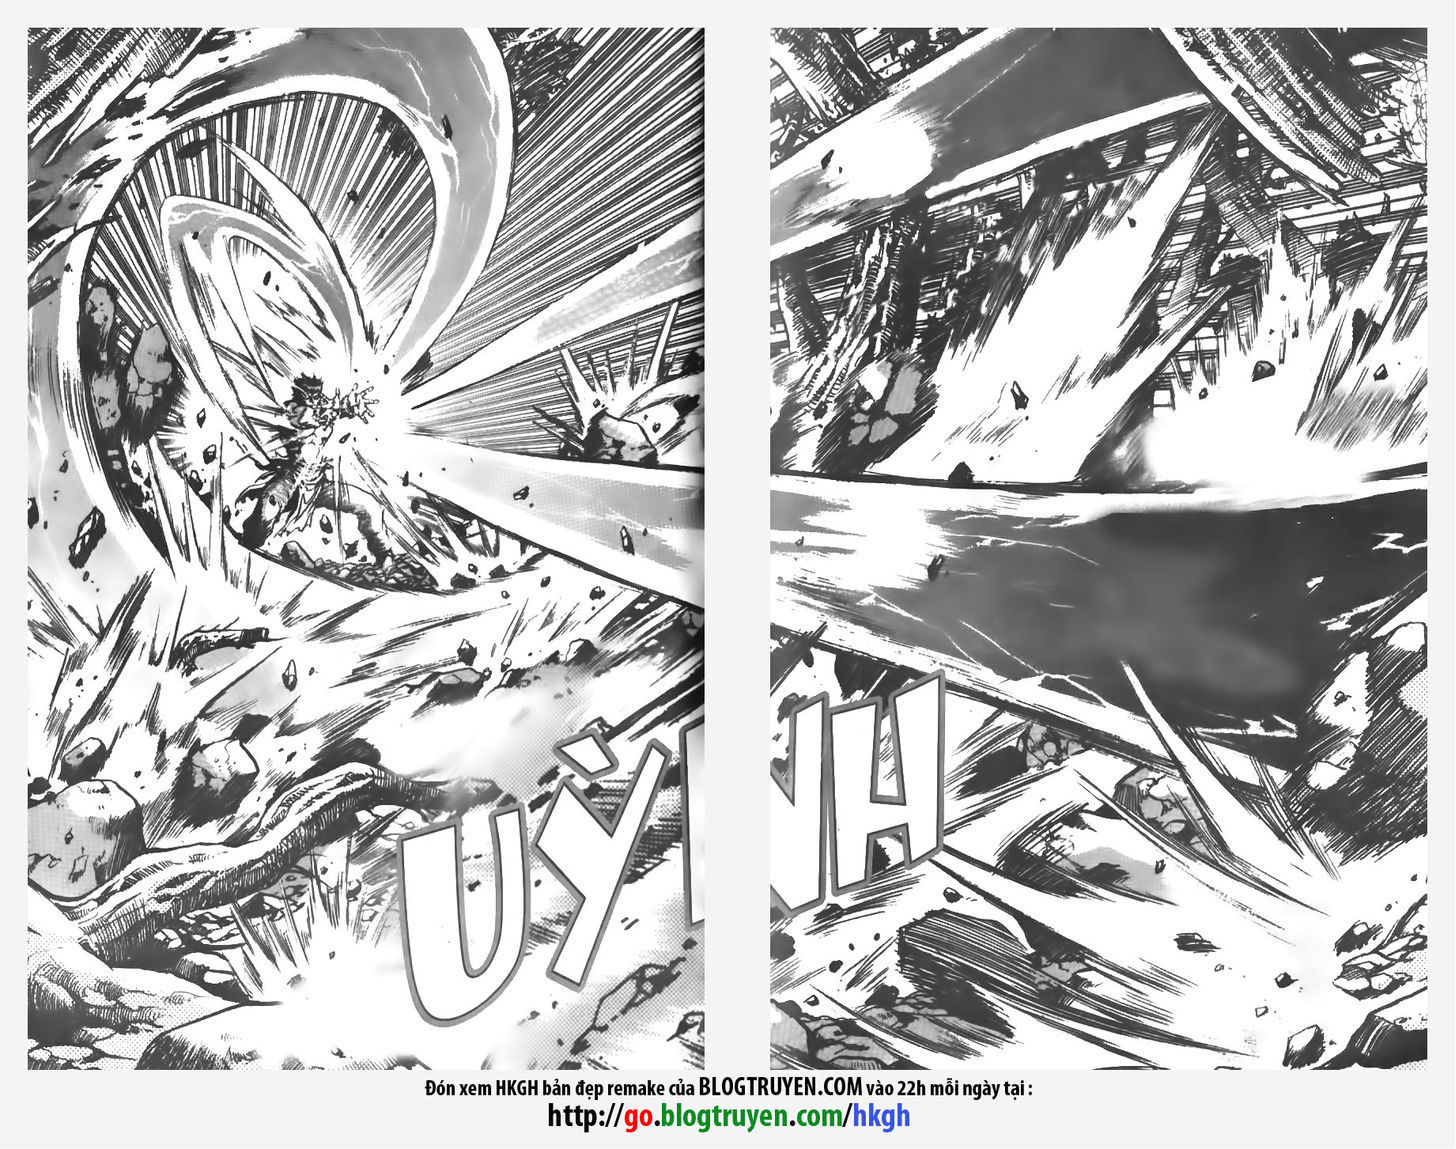 UỲNH
Đón xem HKGH bản đẹp remake của BLOGTRUYEN.COM vào 22h mỗi ngày tại :
http://go.blogtruyen.com/hkgh